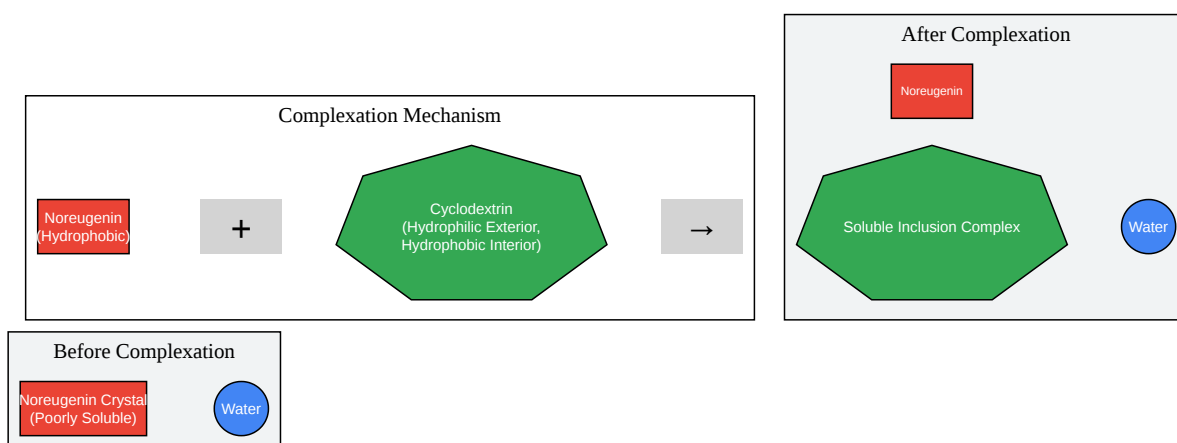 Complexation Mechanism
Noreugenin
(Hydrophobic)
+
Cyclodextrin
(Hydrophilic Exterior,
Hydrophobic Interior)
→
After Complexation
Noreugenin
Soluble Inclusion Complex
Water
Before Complexation
Noreugenin Crystal
(Poorly Soluble)
Water